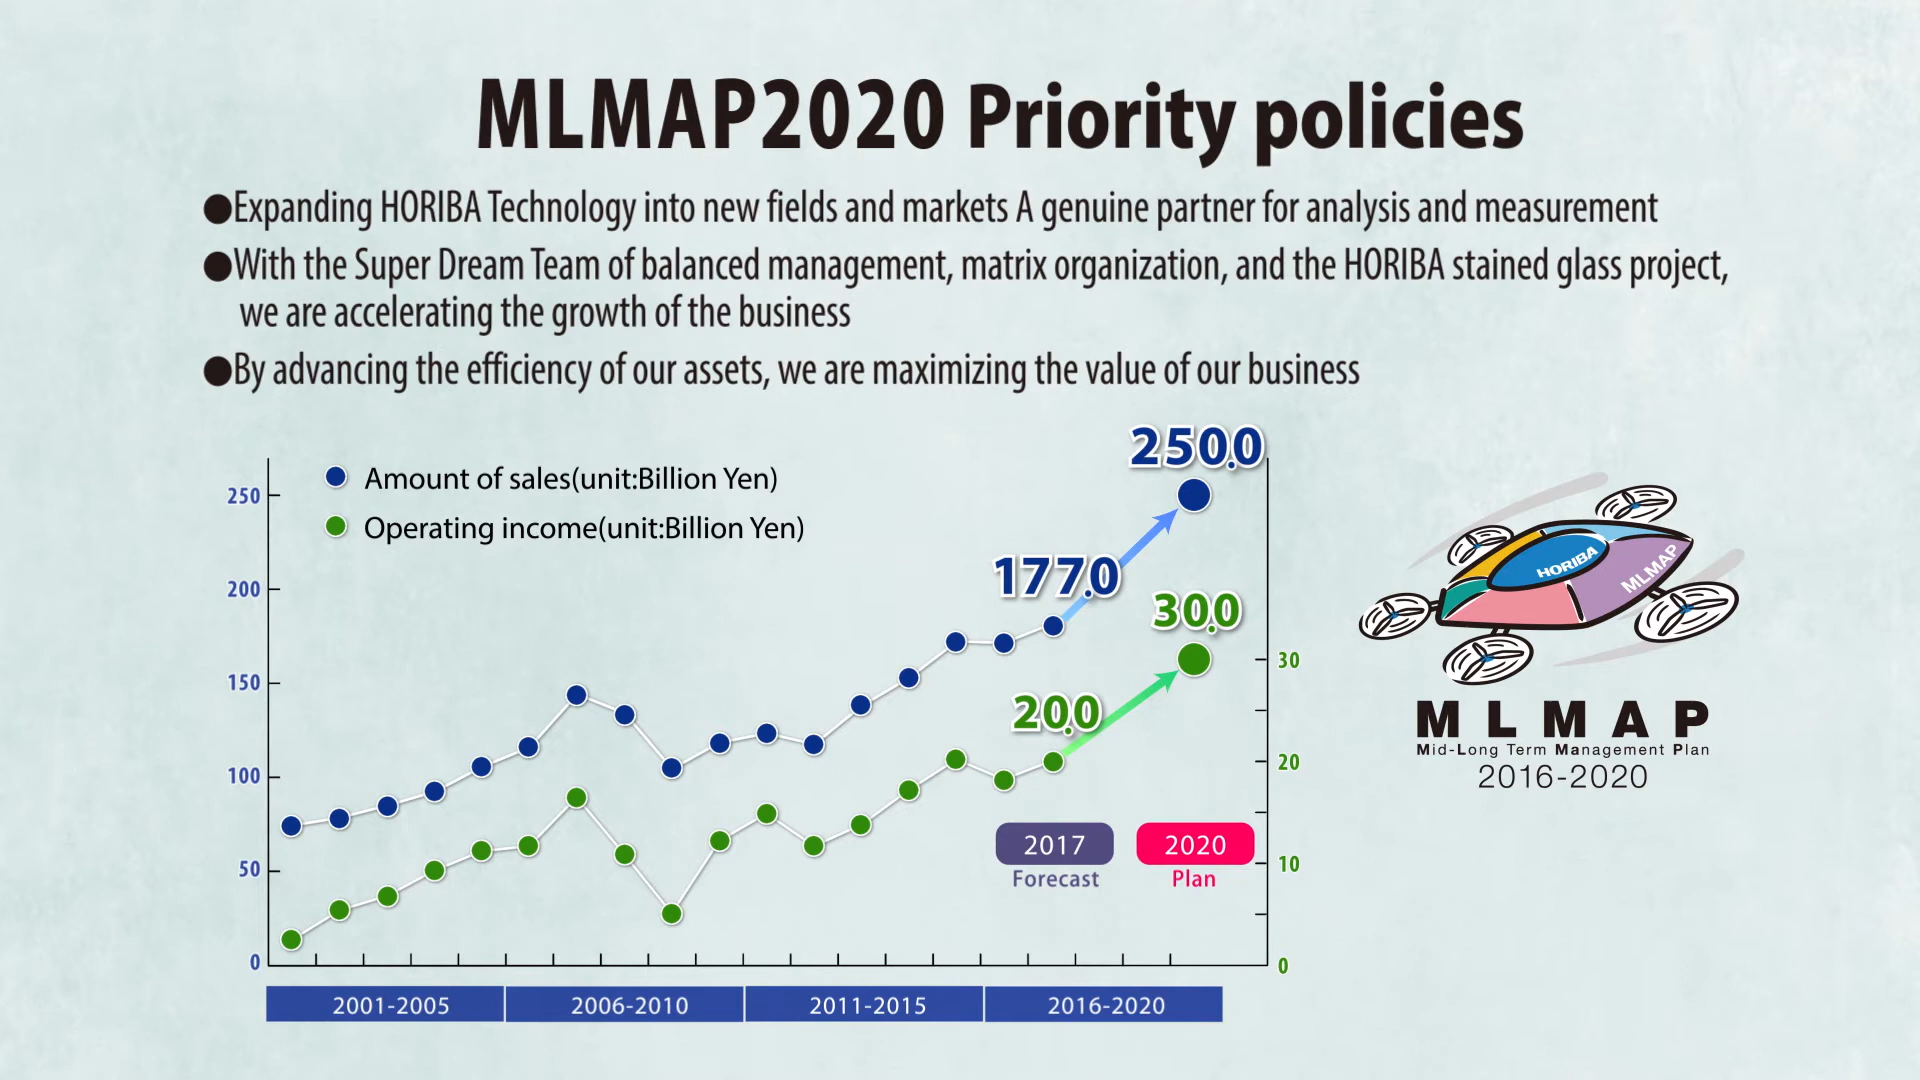 MLMAP2020 Priority policies
●Expanding HORIBA Technology into new fields and markets A genuine partner for analysis and measurement
●With the Super Dream Team of balanced management, matrix organization, and the HORIBA stained glass project,
we are accelerating the growth of the business
●By advancing the efficiency of our assets, we are maximizing the value of our business
250.0
Amount of sales(unit:Billion Yen)
Operating income(unit:Billion Yen)
250
200
150
100
50
0
177.0
30.0
20.0
30
20
10
0
2017
Forecast
2020
Plan
2001-2005
2006-2010
2011-2015
2016-2020
HORIBA
MLMAP
MLMAP
Mid-Long Term Management Plan
2016-2020